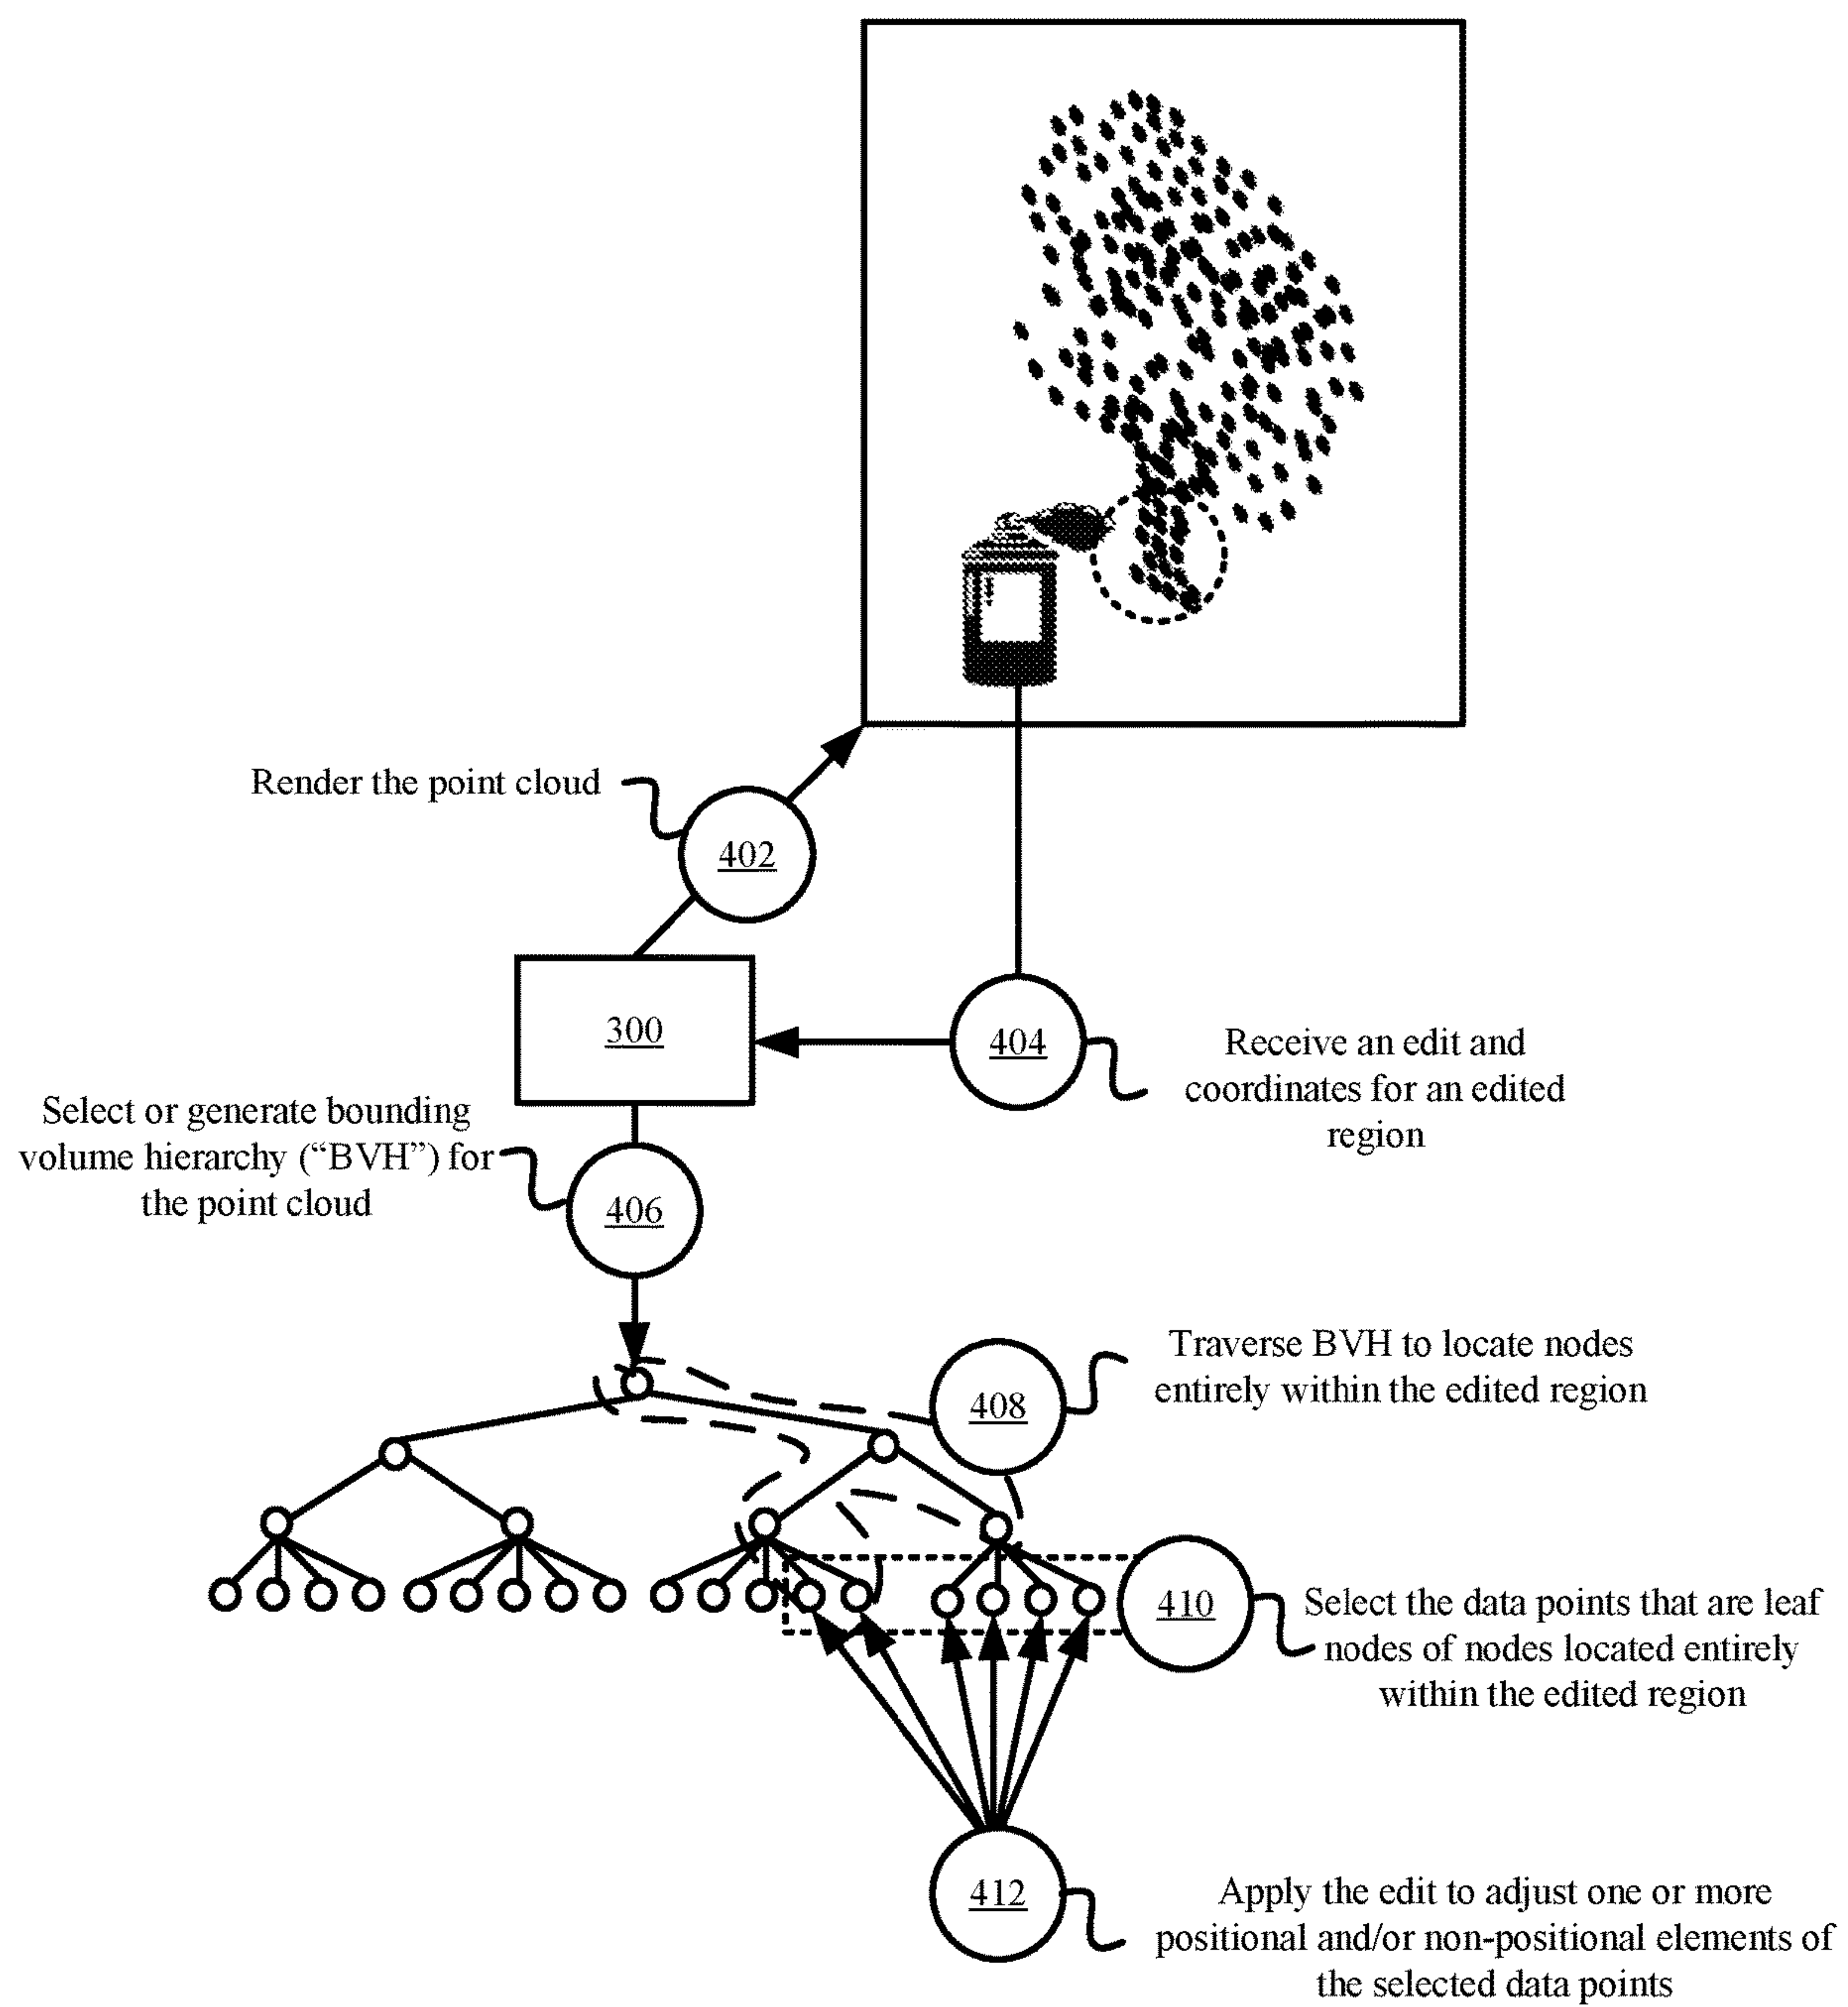 Render the point cloud
402
300
404
Receive an edit and
coordinates for an edited
region
Select or generate bounding
volume hierarchy (“BVH”) for
the point cloud
406
408
Traverse BVH to locate nodes
entirely within the edited region
410
Select the data points that are leaf
nodes of nodes located entirely
within the edited region
412
Apply the edit to adjust one or more
positional and/or non-positional elements of
the selected data points